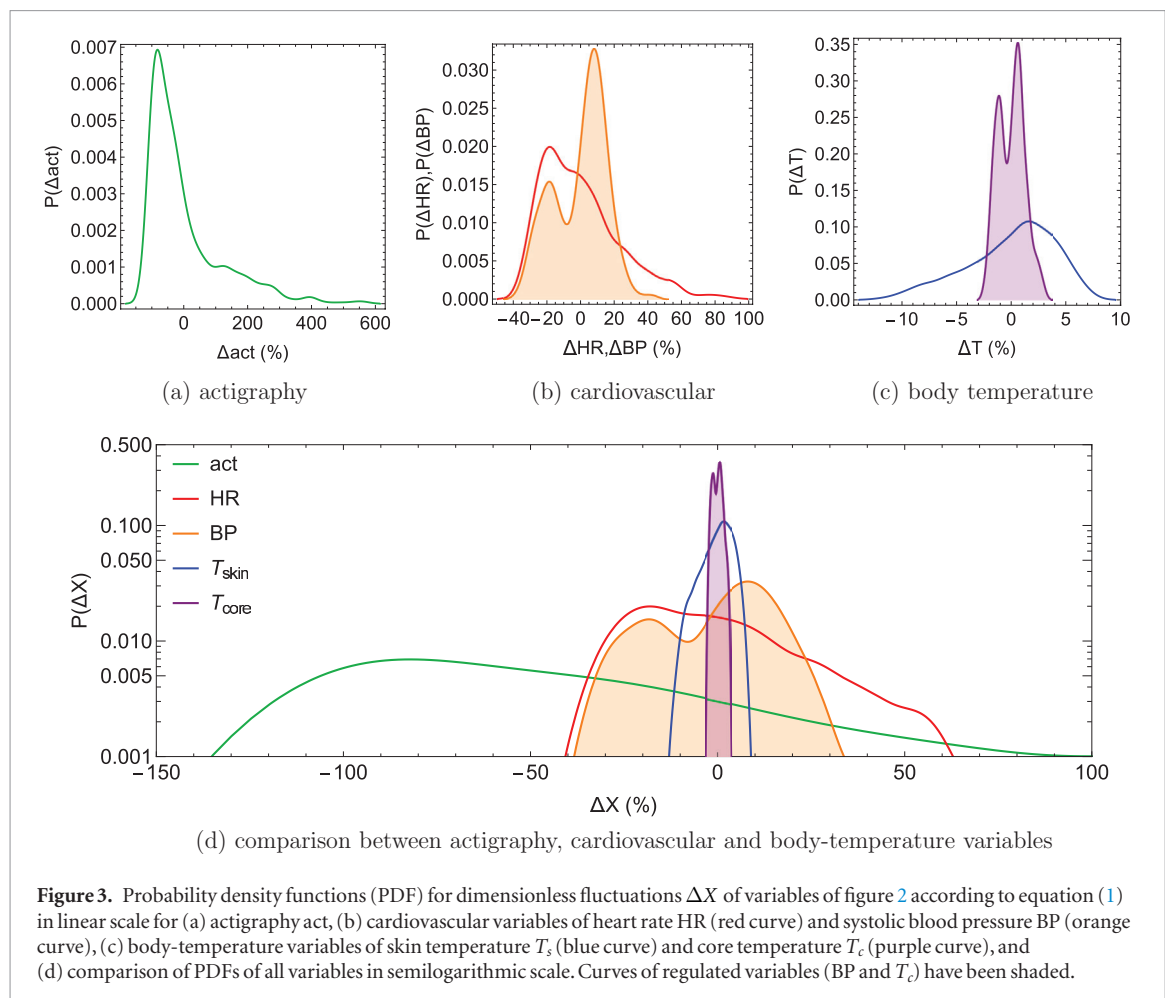 0.007
0.006
0.005
0.004
0.003
0.002
0.001
0.000
P(Δact)
0 200 400 600
Δact (%)
(a) actigraphy
0.030
0.025
0.020
0.015
0.010
0.005
0.000
P(ΔHR),P(ΔBP)
−40 −20 0 20 40 60 80 100
ΔHR,ΔBP (%)
(b) cardiovascular
0.35
0.30
0.25
0.20
0.15
0.10
0.05
0.00
P(ΔT)
−10 −5 0 5 10
ΔT (%)
(c) body temperature
0.500
0.100
0.050
0.010
0.005
0.001
P(ΔX)
act
HR
BP
Tskin
Tcore
−150 −100 −50 0 50 100
ΔX (%)
(d) comparison between actigraphy, cardiovascular and body-temperature variables
Figure 3. Probability density functions (PDF) for dimensionless fluctuations ΔX of variables of figure 2 according to equation (1)
in linear scale for (a) actigraphy act, (b) cardiovascular variables of heart rate HR (red curve) and systolic blood pressure BP (orange
curve), (c) body-temperature variables of skin temperature Ts (blue curve) and core temperature Tc (purple curve), and
(d) comparison of PDFs of all variables in semilogarithmic scale. Curves of regulated variables (BP and Tc) have been shaded.